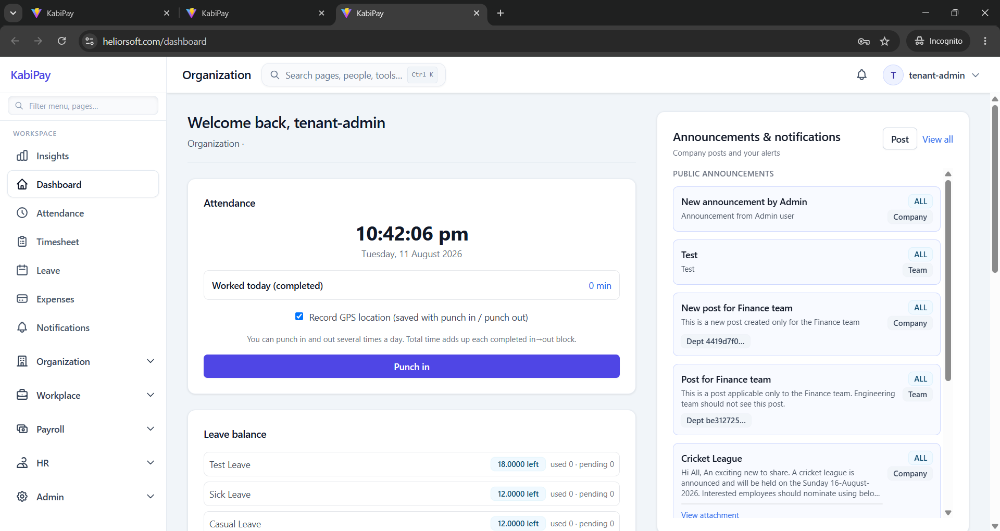 KabiPay
KabiPay
KabiPay
heliorsoft.com/dashboard
Incognito
KabiPay
Organization
Search pages, people, tools...
Ctrl K
T
tenant-admin
Filter menu, pages...
WORKSPACE
Insights
Dashboard
Attendance
Timesheet
Leave
Expenses
Notifications
Organization
Workplace
Payroll
HR
Admin
Welcome back, tenant-admin
Organization ·
Attendance
10:42:06 pm
Tuesday, 11 August 2026
Worked today (completed)
0 min
Record GPS location (saved with punch in / punch out)
You can punch in and out several times a day. Total time adds up each completed in→out block.
Punch in
Leave balance
Test Leave
18.0000 left
used 0 · pending 0
Sick Leave
12.0000 left
used 0 · pending 0
Casual Leave
12.0000 left
used 0 · pending 0
Announcements & notifications
Post
View all
Company posts and your alerts
PUBLIC ANNOUNCEMENTS
New announcement by Admin
ALL
Announcement from Admin user
Company
Test
ALL
Test
Team
New post for Finance team
ALL
This is a new post created only for the Finance team
Company
Dept 4419d7f0...
Post for Finance team
ALL
This is a post applicable only to the Finance team. Engineering
team should not see this post.
Team
Dept be312725...
Cricket League
ALL
Hi All, An exciting new to share. A cricket league is
announced and will be held on the Sunday 16-August-
2026. Interested employees should nominate using belo...
Company
View attachment